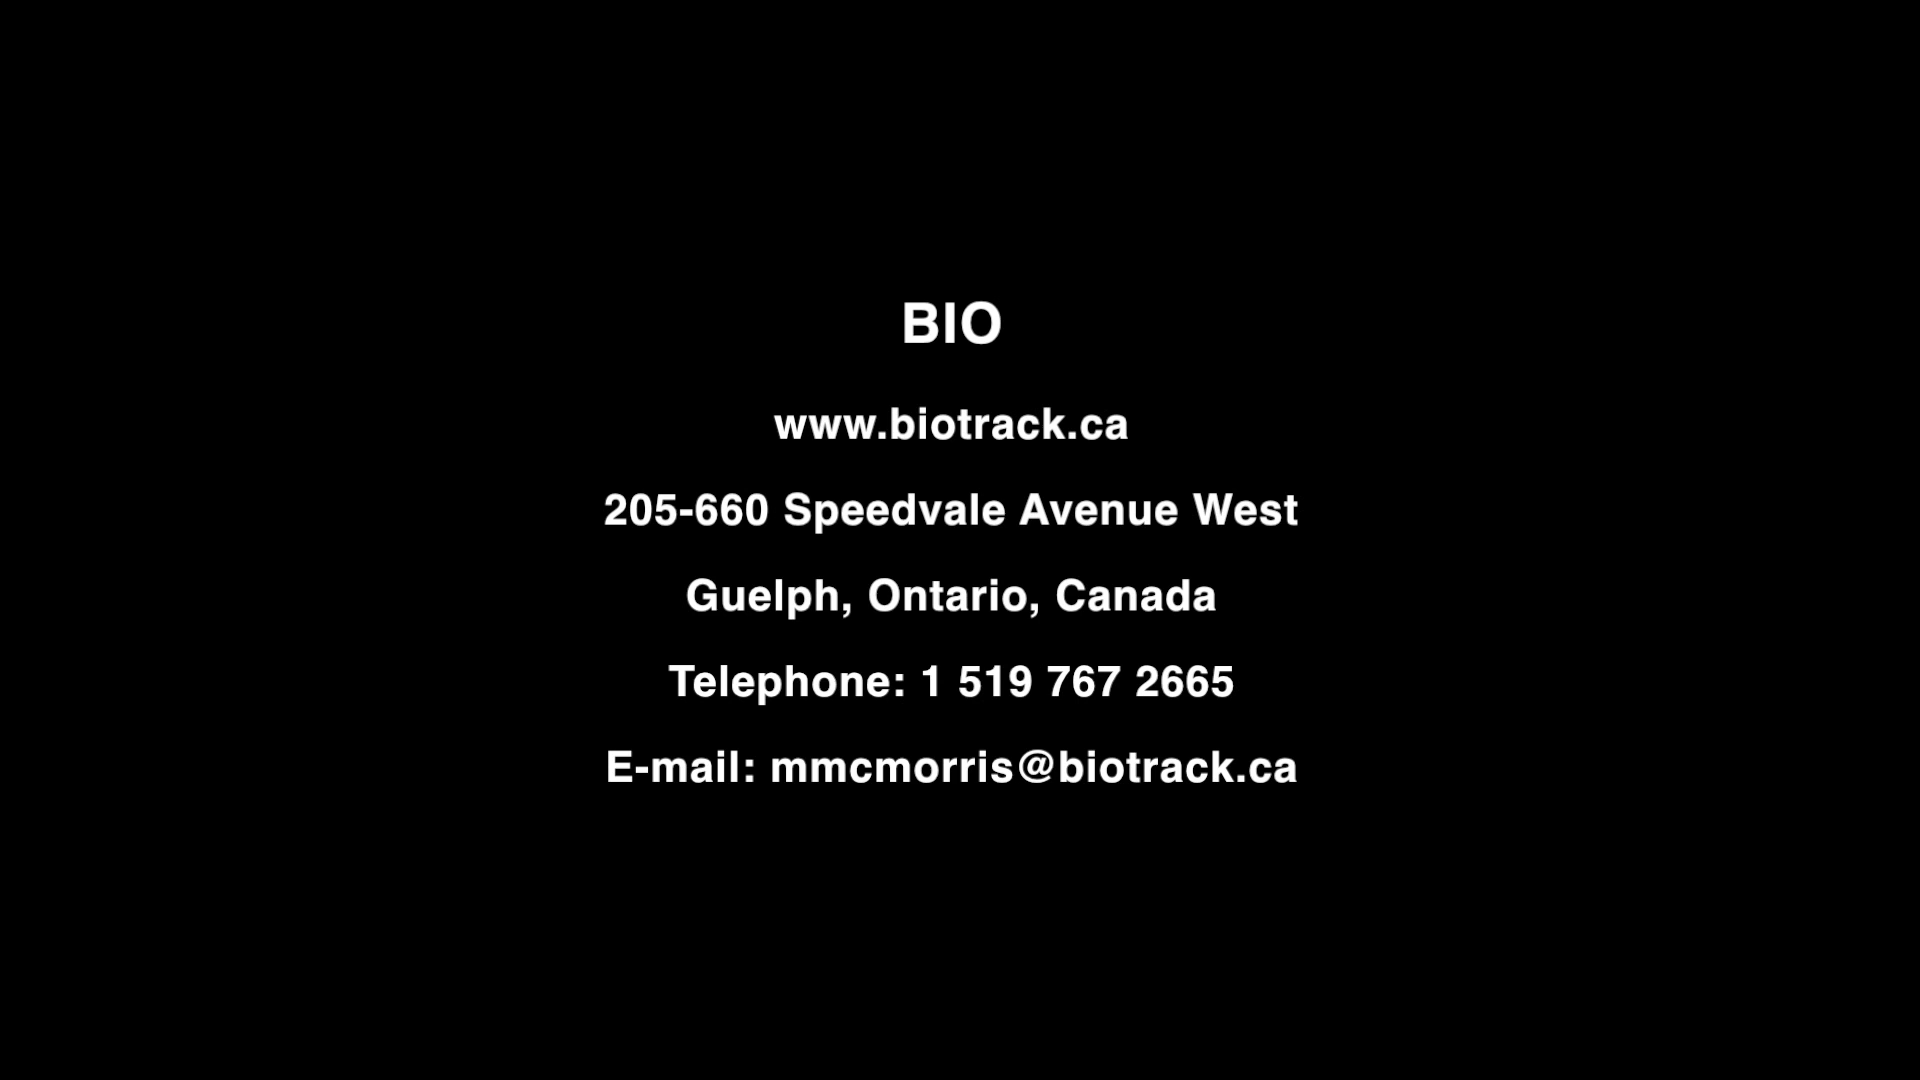 BIO
www.biotrack.ca
205-660 Speedvale Avenue West
Guelph, Ontario, Canada
Telephone: 1 519 767 2665
E-mail: mmcmorris@biotrack.ca